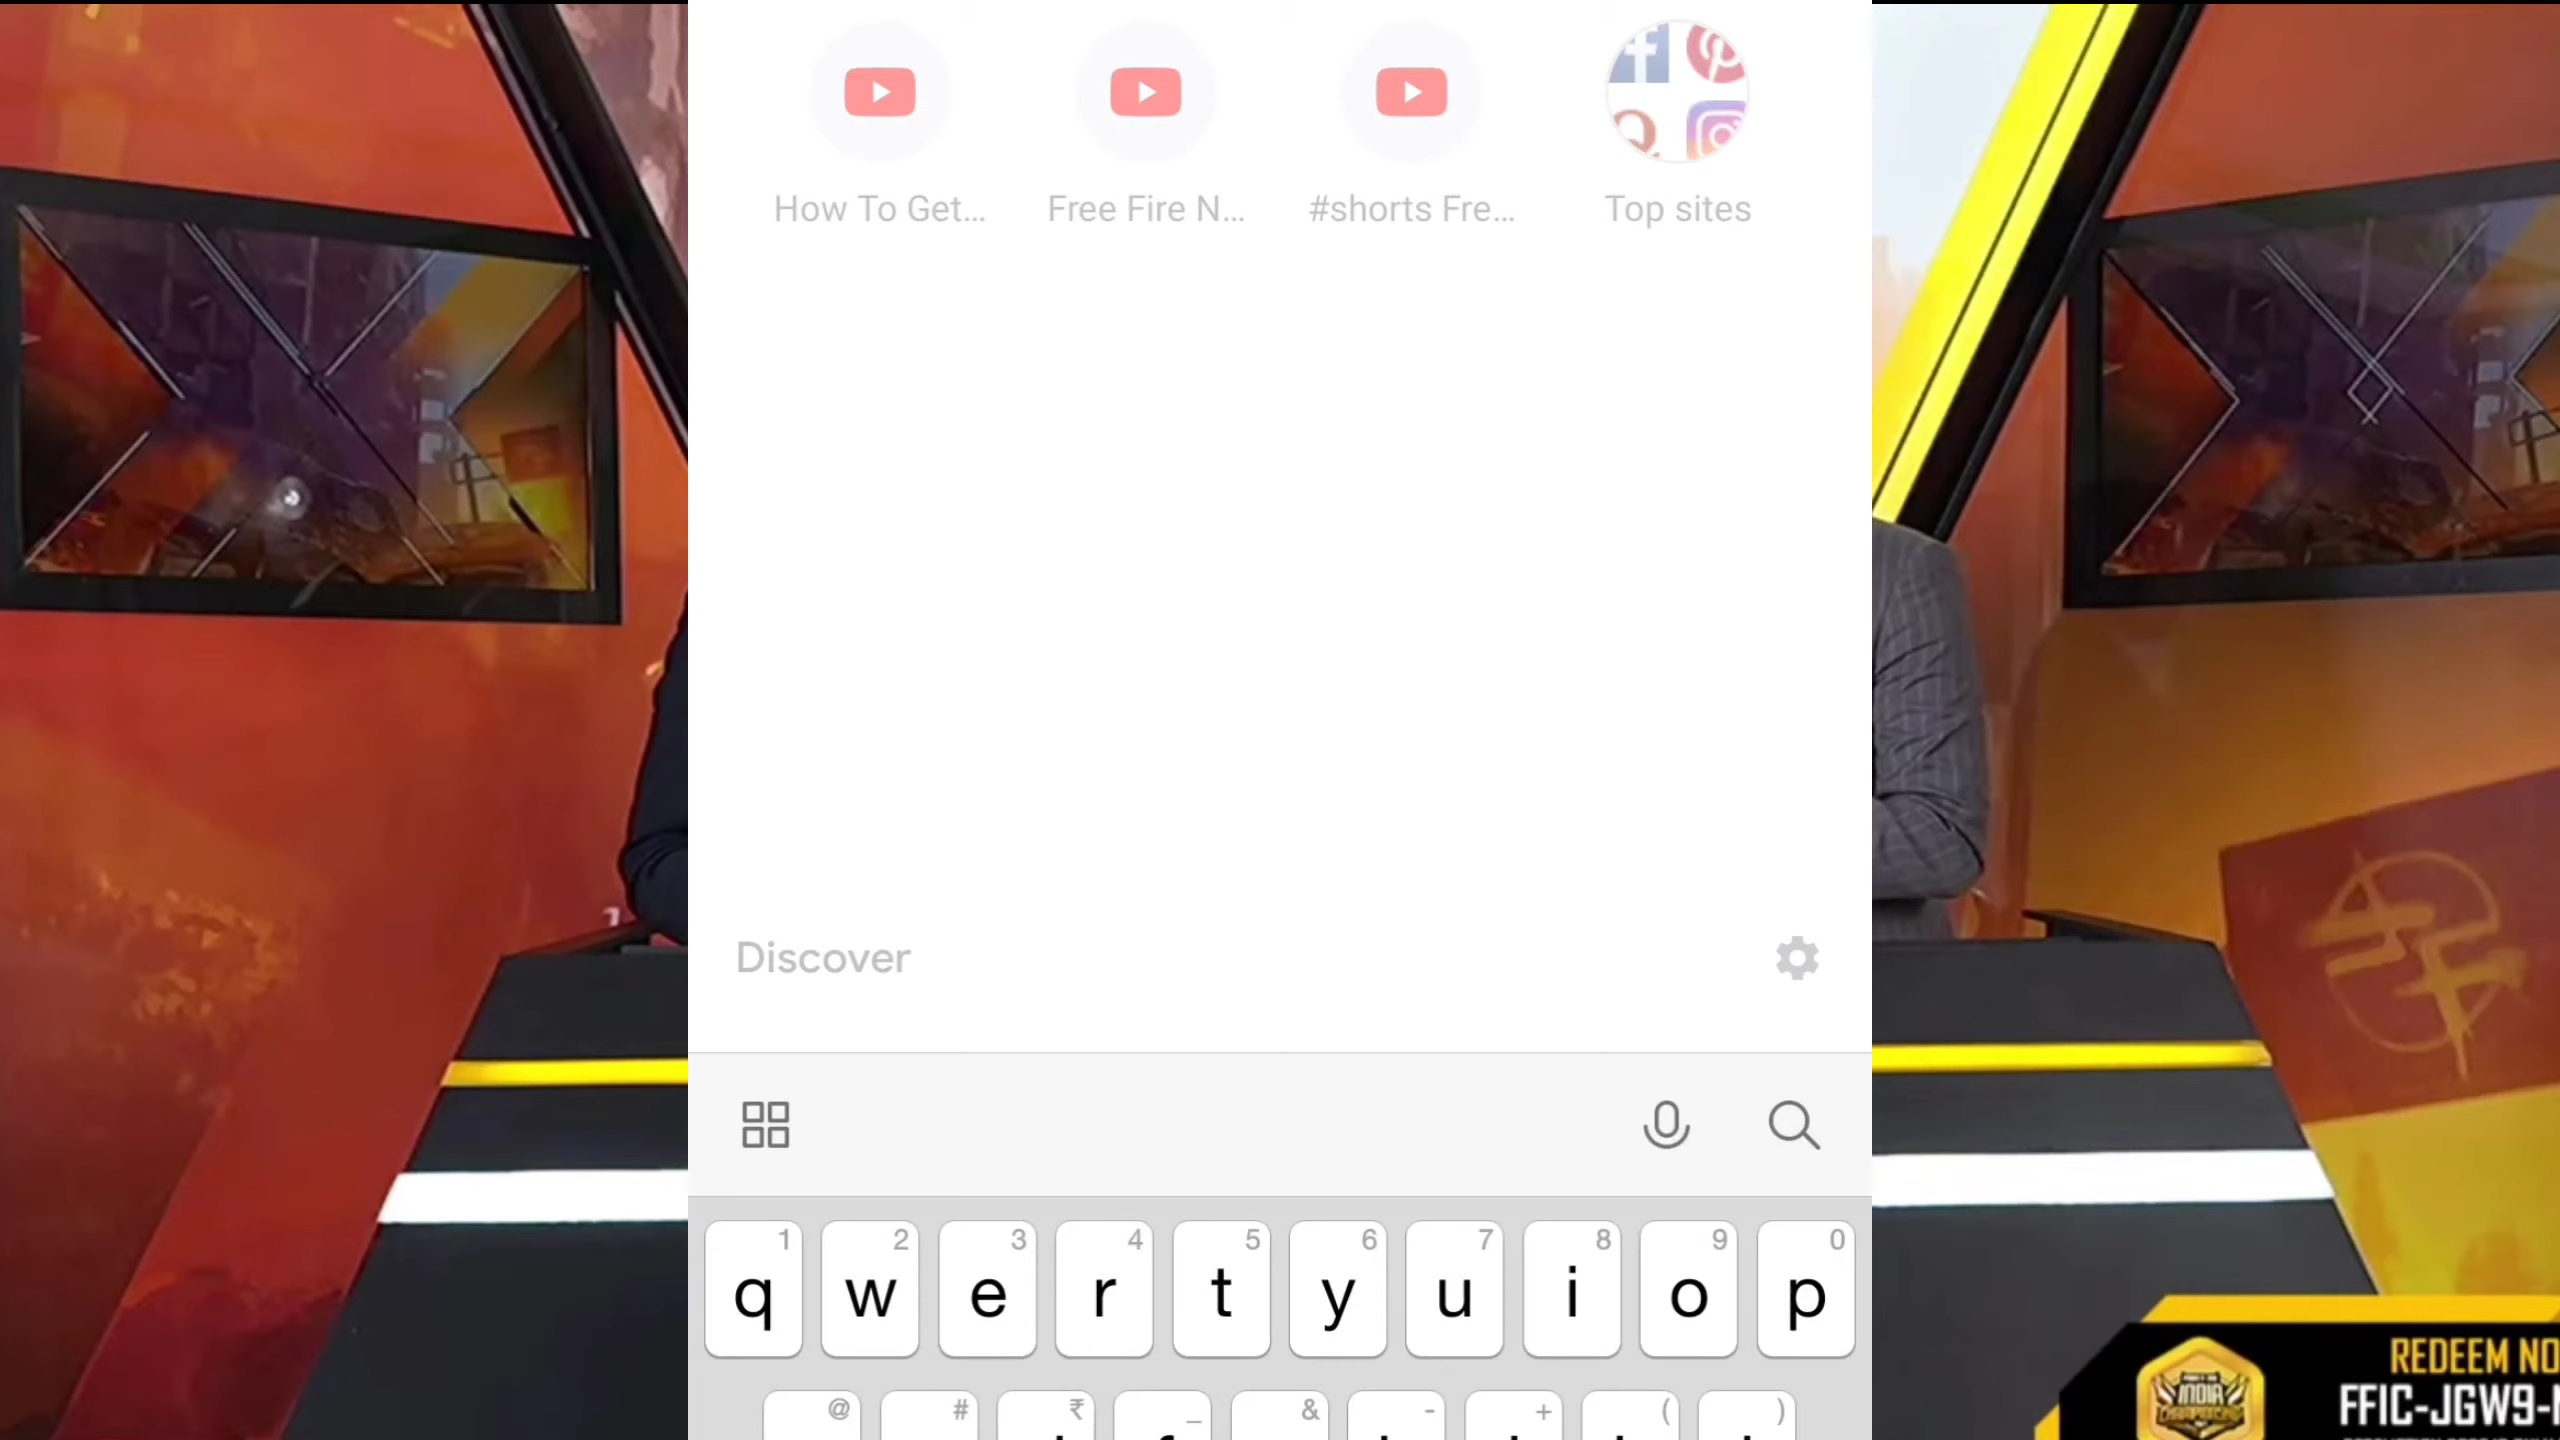 How To Get... Free Fire N... #shorts Fre... Top sites
Discover
1 2 3 4 5 6 7 8 9 0
q w e r t y u i o p
@ # ₹ _ & - + ( )
REDEEM NO
FFIC-JGW9-
INDIA